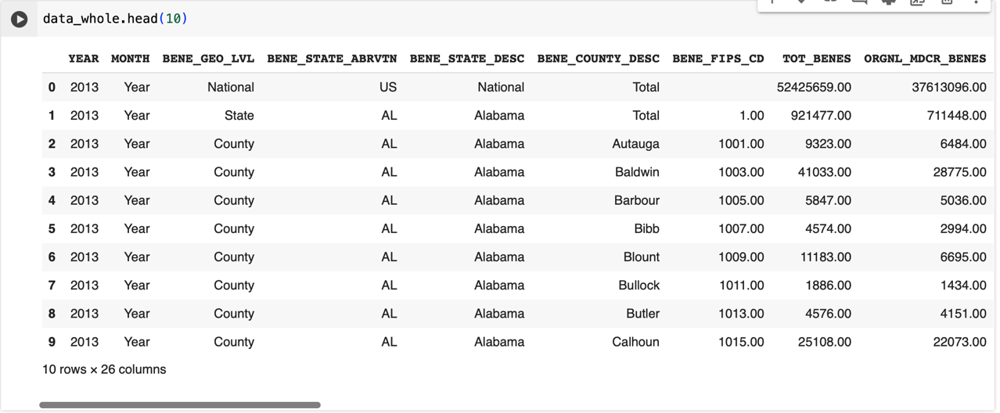 data_whole.head(10)
YEAR MONTH BENE_GEO_LVL BENE_STATE_ABRVTN BENE_STATE_DESC BENE_COUNTY_DESC BENE_FIPS_CD TOT_BENES ORGNL_MDCR_BENES
0 2013 Year National US National Total 52425659.00 37613096.00
1 2013 Year State AL Alabama Total 1.00 921477.00 711448.00
2 2013 Year County AL Alabama Autauga 1001.00 9323.00 6484.00
3 2013 Year County AL Alabama Baldwin 1003.00 41033.00 28775.00
4 2013 Year County AL Alabama Barbour 1005.00 5847.00 5036.00
5 2013 Year County AL Alabama Bibb 1007.00 4574.00 2994.00
6 2013 Year County AL Alabama Blount 1009.00 11183.00 6695.00
7 2013 Year County AL Alabama Bullock 1011.00 1886.00 1434.00
8 2013 Year County AL Alabama Butler 1013.00 4576.00 4151.00
9 2013 Year County AL Alabama Calhoun 1015.00 25108.00 22073.00
10 rows × 26 columns